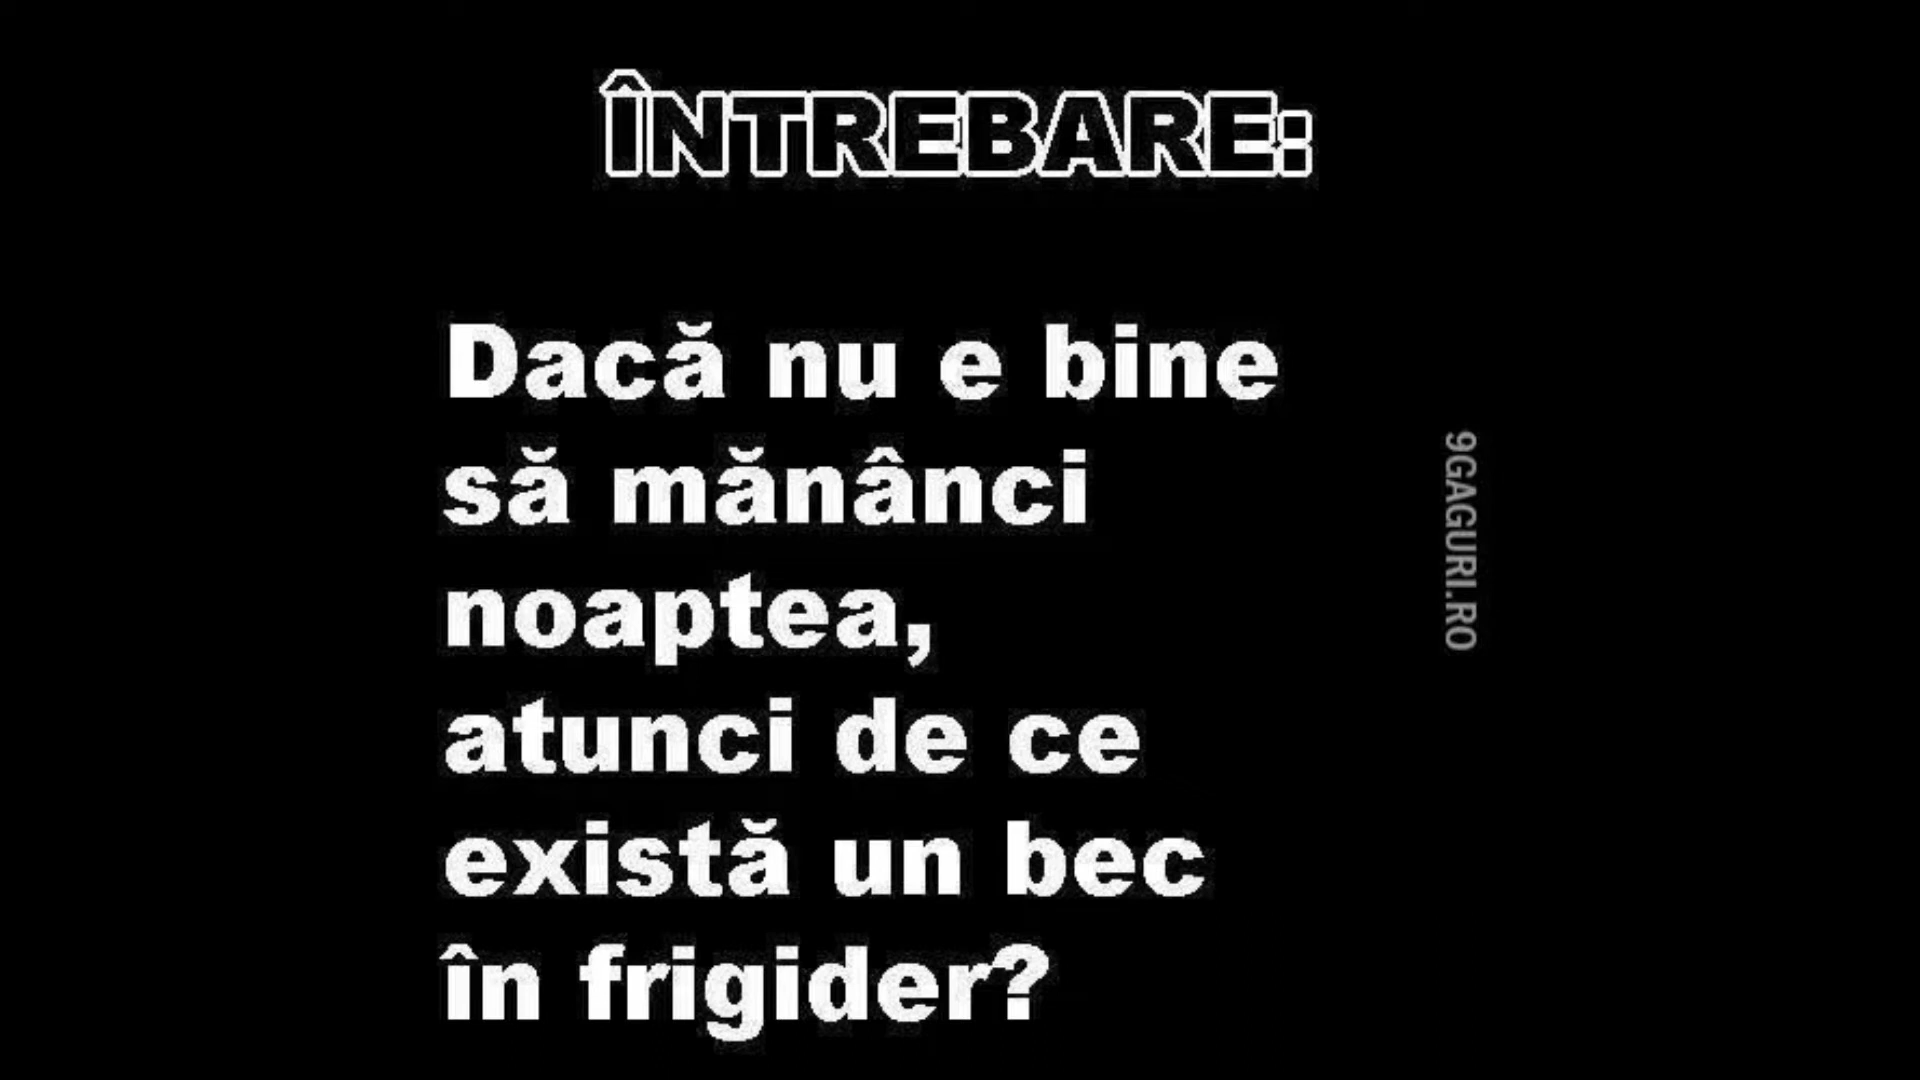 ÎNTREBARE:
Dacă nu e bine
să mănânci
noaptea,
atunci de ce
există un bec
în frigider?
9GAGURI.RO